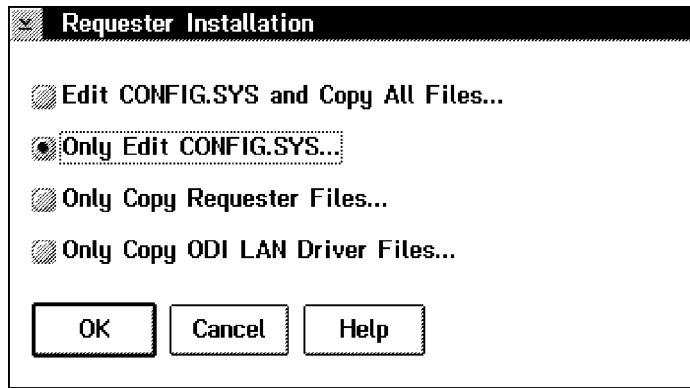 Requester Installation
Edit CONFIG.SYS and Copy All Files...
Only Edit CONFIG.SYS...
Only Copy Requester Files...
Only Copy ODI LAN Driver Files...
OK Cancel Help